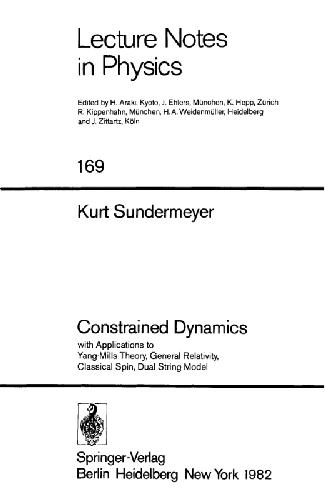 Lecture Notes
in Physics
Edited by H. Araki, Kyoto, J. Ehlers, München, K. Hepp, Zürich
R. Kippenhahn, München, H. A. Weidenmüller, Heidelberg
and J. Zittartz, Köln
169
Kurt Sundermeyer
Constrained Dynamics
with Applications to
Yang-Mills Theory, General Relativity,
Classical Spin, Dual String Model
Springer-Verlag
Berlin Heidelberg New York 1982